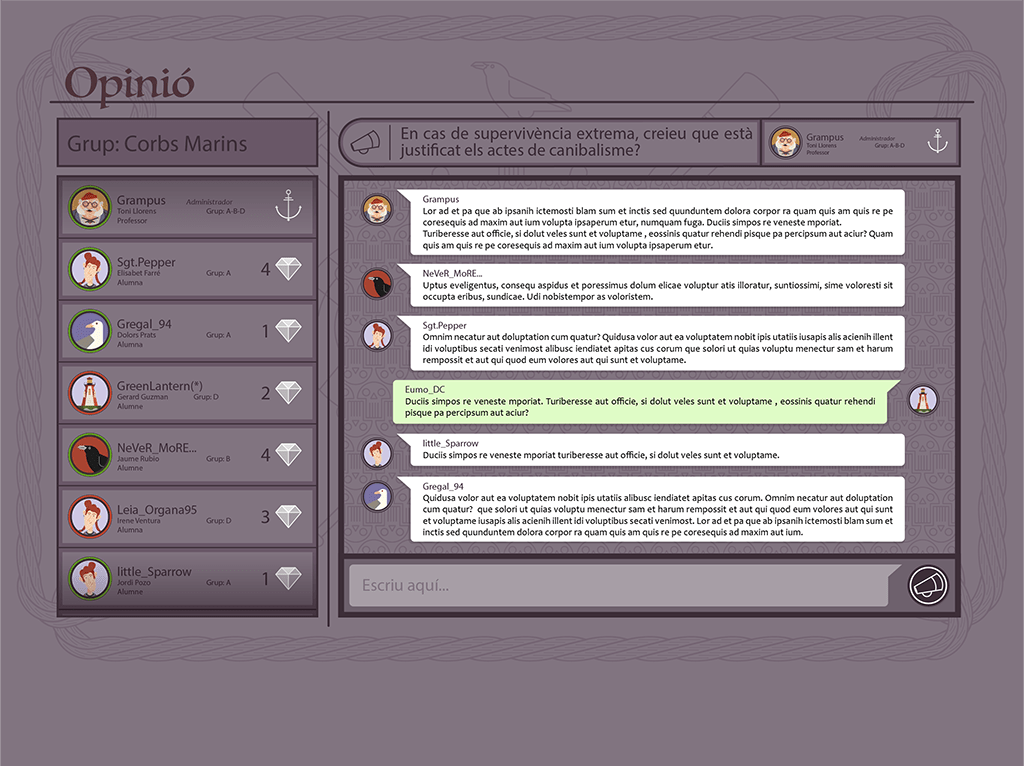 Opinió
Grup: Corbs Marins
Grampus
Administrador
Toni Llorens
Grup: A-B-D
Professor
Sgt.Pepper
Elisabet Farré
Grup: A
Alumna
4
Gregal_94
Dolors Prats
Grup: A
Alumna
1
GreenLantern(*)
Gerard Guzman
Grup: D
Alumne
2
NeVeR_MoRE...
Jaume Rubio
Grup: B
Alumne
4
Leia_Organa95
Irene Ventura
Grup: D
Alumna
3
little_Sparrow
Jordi Pozo
Grup: A
Alumne
1
En cas de supervivència extrema, creieu que està
justificat els actes de canibalisme?
Grampus
Administrador
Toni Llorens
Grup: A-B-D
Professor
Grampus
Lor ad et pa que ab ipsanih ictemosti blam sum et inctis sed quunduntem dolora corpor ra quam quis am quis re pe
coresequis ad maxim aut ium volupta ipsaperum etur, numquam fuga. Duciis simpos re veneste mporiat.
Turiberesse aut officie, si dolut veles sunt et voluptame , eossinis quatur rehendi pisque pa percipsum aut aciur? Quam
quis am quis re pe coresequis ad maxim aut ium volupta ipsaperum etur.
NeVeR_MoRE...
Uptus eveligentus, consequ aspidus et poressimus dolum elicae voluptur atis illoratur, suntiossimi, sime voloresti sit
occupta eribus, sundicae. Udi nobistempor as voloristem.
Sgt.Pepper
Omnim necatur aut doluptation cum quatur? Quidusa volor aut ea voluptatem nobit ipis utatiis iusapis alis acienih illent
idi voluptibus secati venimost alibusc iendiatet apitas cus corum que solori ut quias voluptu menectur sam et harum
rempossit et aut qui quod eum volores aut qui sunt et voluptame.
Eumo_DC
Duciis simpos re veneste mporiat. Turiberesse aut officie, si dolut veles sunt et voluptame , eossinis quatur rehendi
pisque pa percipsum aut aciur?
little_Sparrow
Duciis simpos re veneste mporiat turiberesse aut officie, si dolut veles sunt et voluptame.
Gregal_94
Quidusa volor aut ea voluptatem nobit ipis utatiis alibusc iendiatet apitas cus corum. Omnim necatur aut doluptation
cum quatur? que solori ut quias voluptu menectur sam et harum rempossit et aut qui quod eum volores aut qui sunt
et voluptame iusapis alis acienih illent idi voluptibus secati venimost. Lor ad et pa que ab ipsanih ictemosti blam sum et
inctis sed quunduntem dolora corpor ra quam quis am quis re pe coresequis ad maxim aut ium.
Escriu aquí...